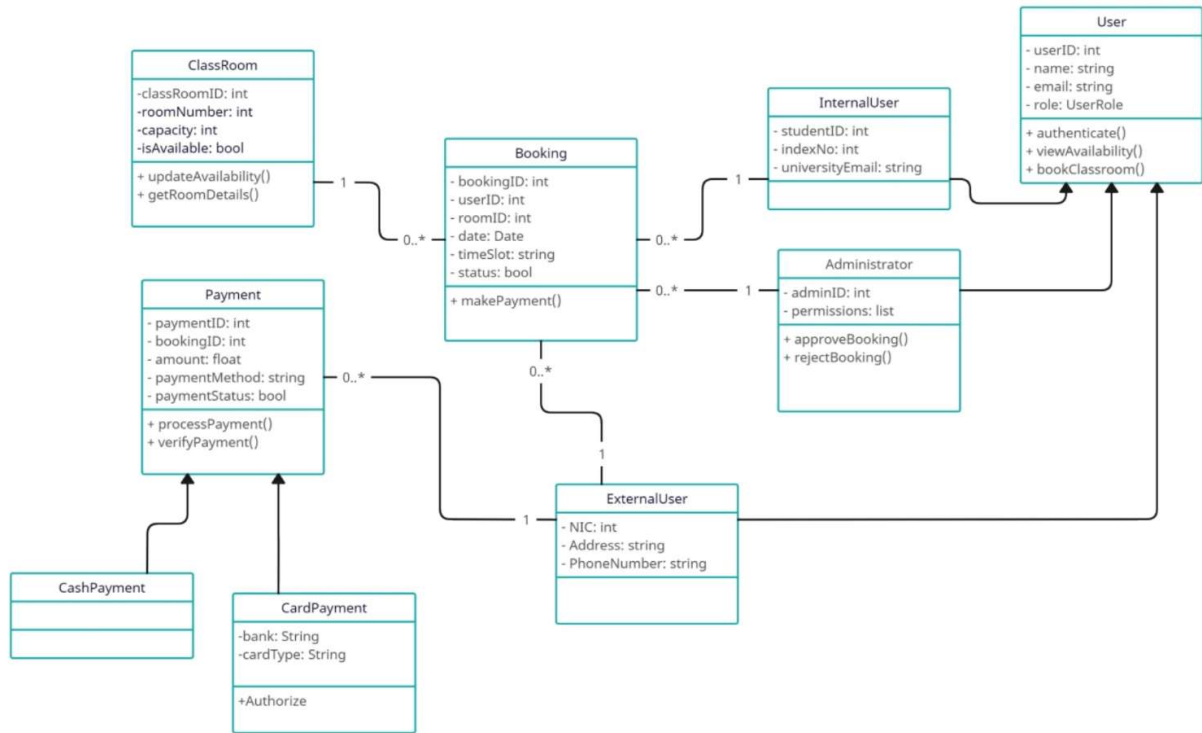 User
- userID: int
- name: string
- email: string
- role: UserRole
+ authenticate()
+ viewAvailability()
+ bookClassroom()
ClassRoom
-classRoomID: int
-roomNumber: int
-capacity: int
-isAvailable: bool
+ updateAvailability()
+ getRoomDetails()
InternalUser
- studentID: int
- indexNo: int
- universityEmail: string
Booking
- bookingID: int
- userID: int
- roomID: int
- date: Date
- timeSlot: string
- status: bool
+ makePayment()
1
0..*
1
0..*
0..*
1
Administrator
- adminID: int
- permissions: list
+ approveBooking()
+ rejectBooking()
Payment
- paymentID: int
- bookingID: int
- amount: float
- paymentMethod: string
- paymentStatus: bool
+ processPayment()
+ verifyPayment()
0..*
0..*
1
1
ExternalUser
- NIC: int
- Address: string
- PhoneNumber: string
CashPayment
CardPayment
-bank: String
-cardType: String
+Authorize